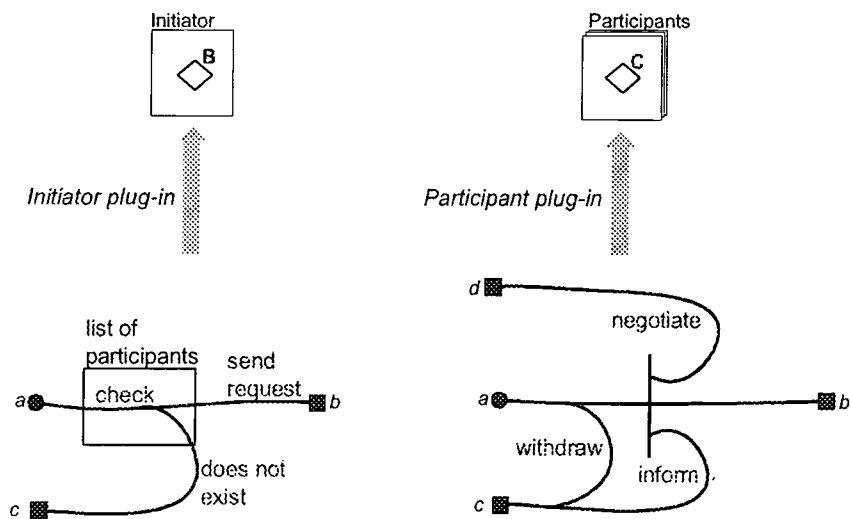 Initiator
B
Participants
C
Initiator plug-in
Participant plug-in
list of
participants
check
send
request
a
b
does not
exist
c
d
negotiate
a
b
withdraw
inform
c